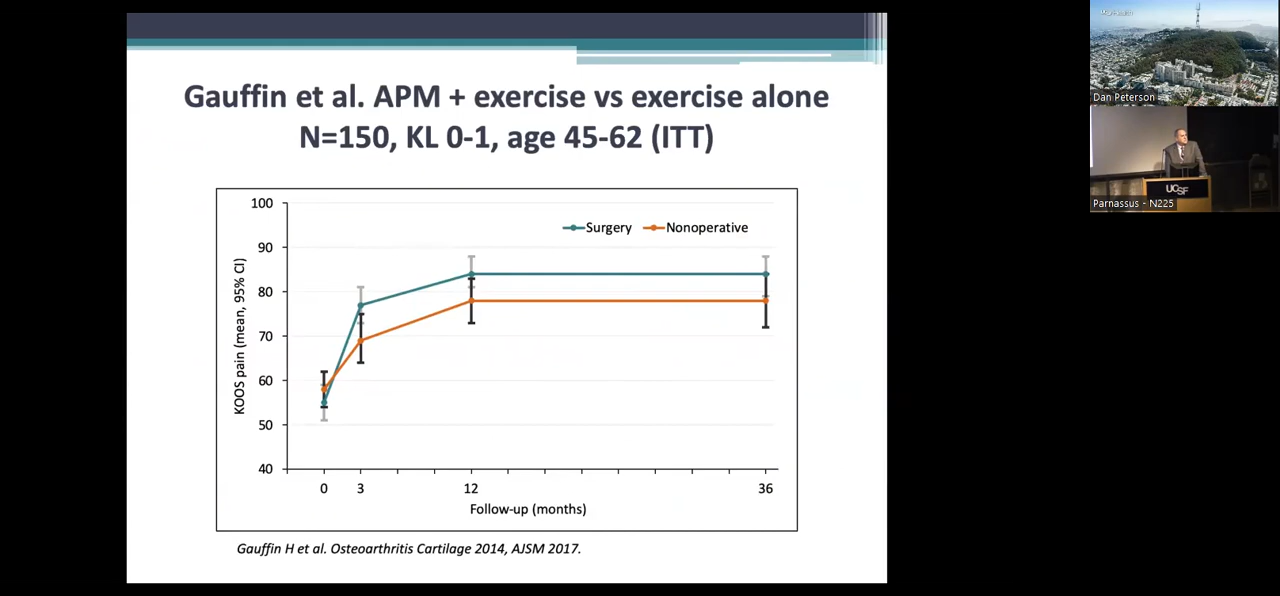 Gauffin et al. APM + exercise vs exercise alone
N=150, KL 0-1, age 45-62 (ITT)
Surgery
Nonoperative
KOOS pain (mean, 95% CI)
100
90
80
70
60
50
40
0
3
12
36
Follow-up (months)
Gauffin H et al. Osteoarthritis Cartilage 2014, AJSM 2017.
Dan Peterson
UCSF
Parnassus - N225